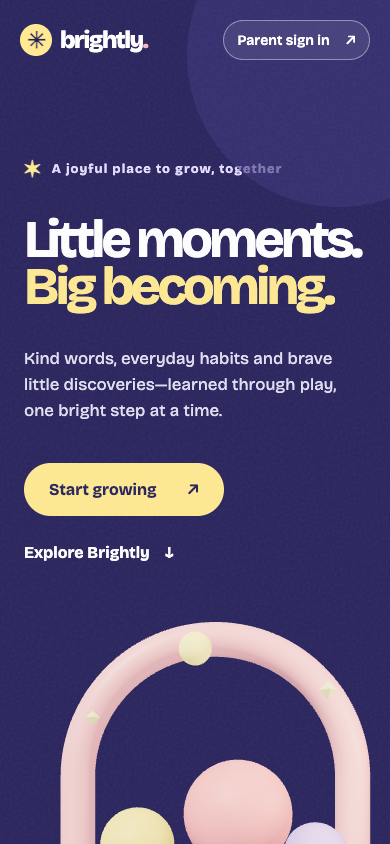 brightly.
Parent sign in ↗
A joyful place to grow, together
Little moments.
Big becoming.
Kind words, everyday habits and brave
little discoveries—learned through play,
one bright step at a time.
Start growing ↗
Explore Brightly ↓